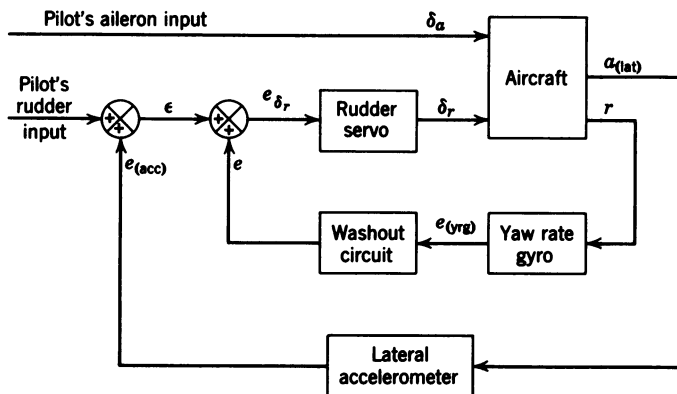 Pilot's aileron input
δa
Pilot's
rudder
input
+
+
ϵ
+
+
e δr
Rudder
servo
δr
Aircraft
a(lat)
r
e(acc)
e
Washout
circuit
e(yrg)
Yaw rate
gyro
Lateral
accelerometer